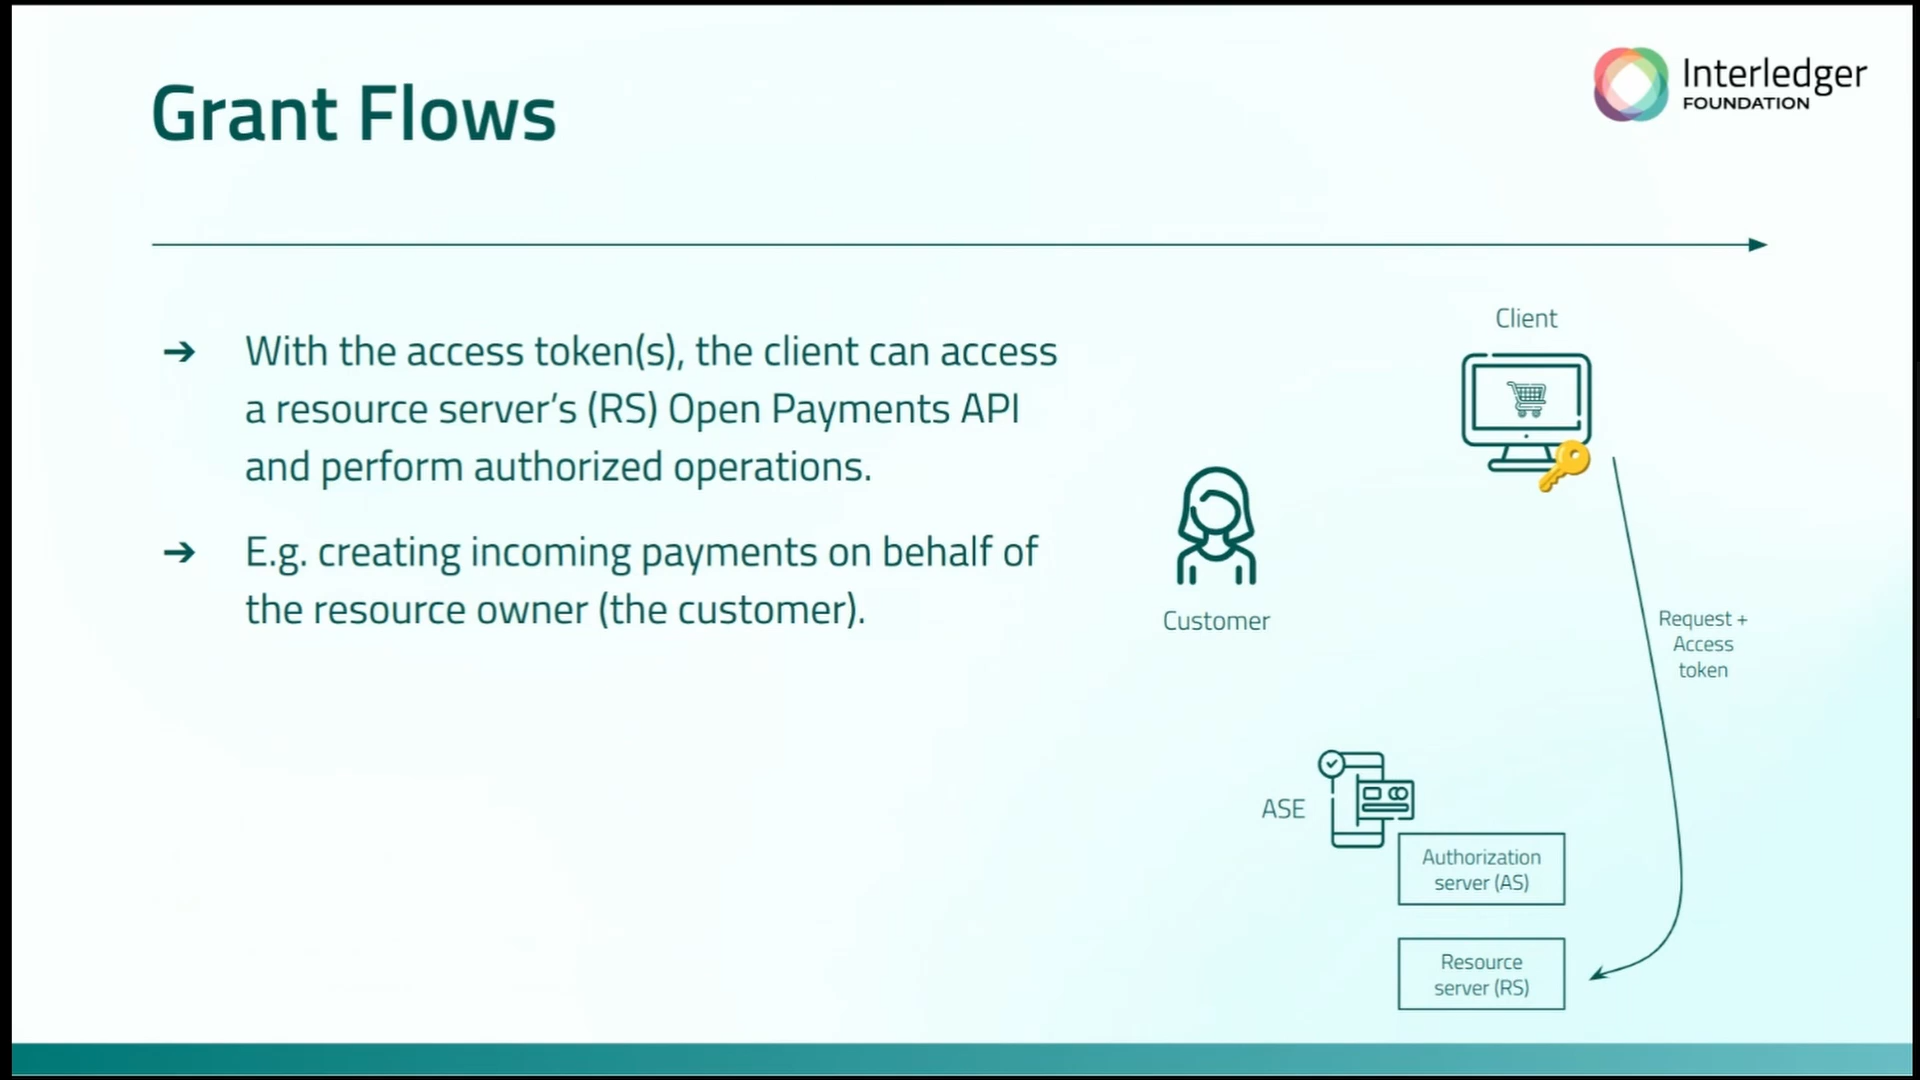 Grant Flows
Interledger
FOUNDATION
➔ With the access token(s), the client can access
a resource server’s (RS) Open Payments API
and perform authorized operations.
➔ E.g. creating incoming payments on behalf of
the resource owner (the customer).
Client
Customer
Request +
Access
token
ASE
Authorization
server (AS)
Resource
server (RS)